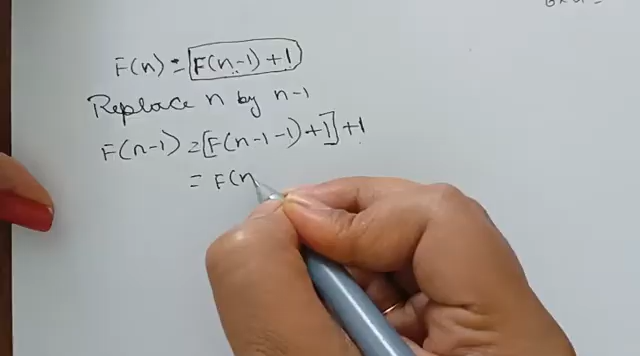 F(n) = F(n-1) + 1
Replace n by n-1
F(n-1) = [F(n-1-1) + 1] + 1
= F(n